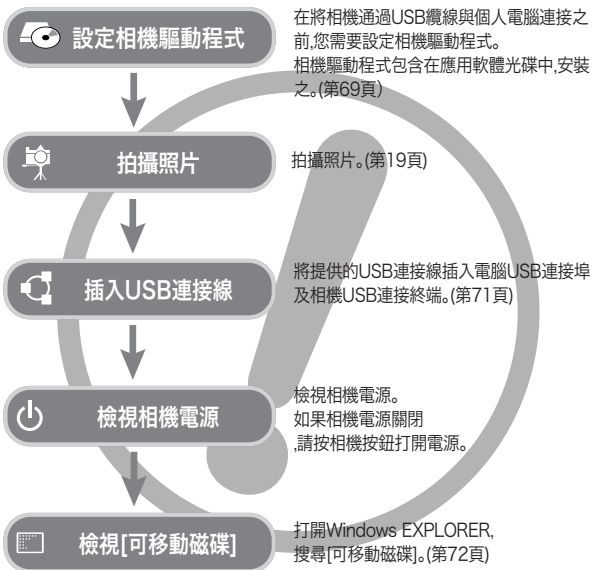 設定相機驅動程式
在將相機通過USB纜線與個人電腦連接之
前,您需要設定相機驅動程式。
相機驅動程式包含在應用軟體光碟中,安裝
之。(第69頁)
拍攝照片
拍攝照片。(第19頁)
插入USB連接線
將提供的USB連接線插入電腦USB連接埠
及相機USB連接終端。(第71頁)
檢視相機電源
檢視相機電源。
如果相機電源關閉
,請按相機按鈕打開電源。
檢視[可移動磁碟]
打開Windows EXPLORER,
搜尋[可移動磁碟]。(第72頁)